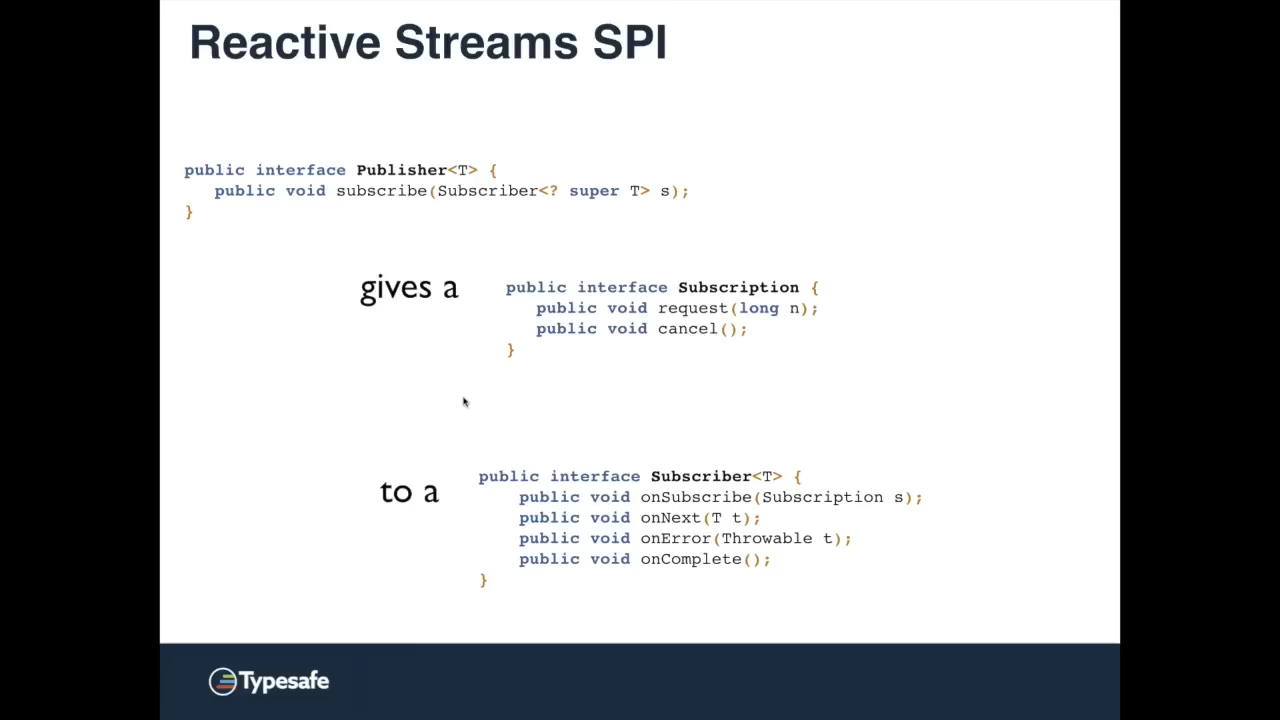 Reactive Streams SPI
public interface Publisher<T> {
public void subscribe(Subscriber<? super T> s);
}
gives a
public interface Subscription {
public void request(long n);
public void cancel();
}
to a
public interface Subscriber<T> {
public void onSubscribe(Subscription s);
public void onNext(T t);
public void onError(Throwable t);
public void onComplete();
}
Typesafe